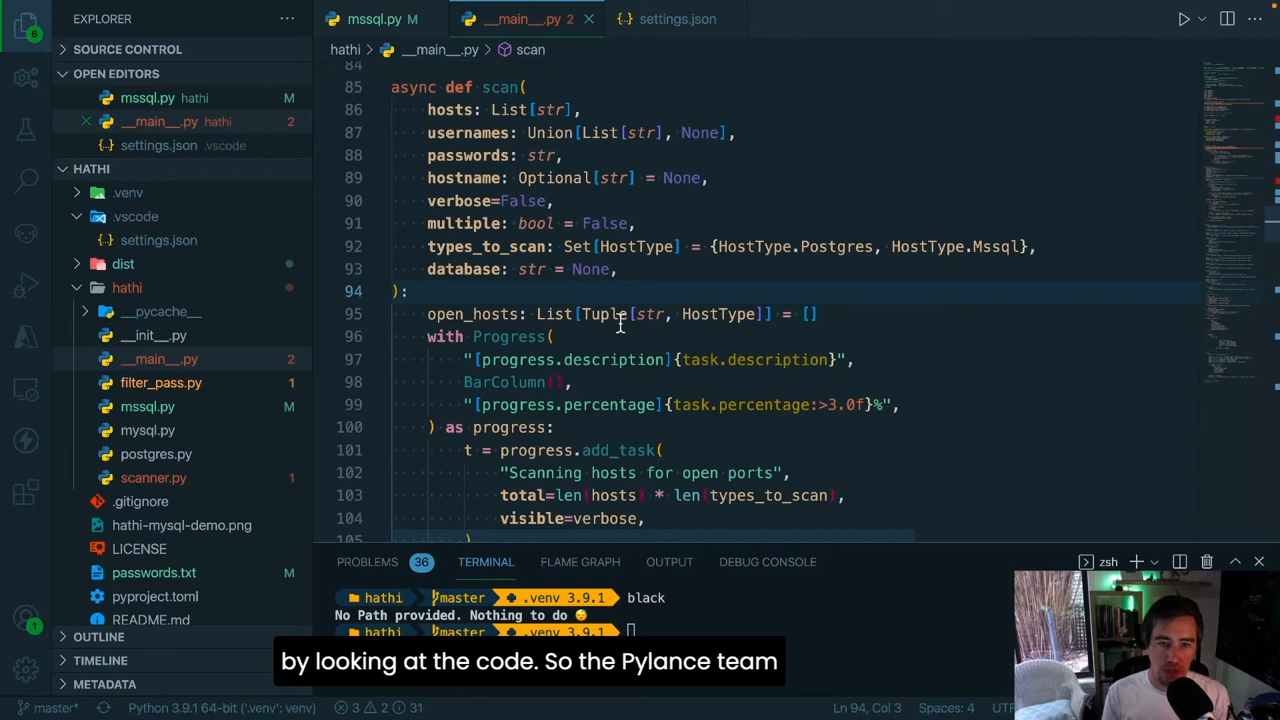 EXPLORER
SOURCE CONTROL
OPEN EDITORS
mssql.py hathi M
__main__.py hathi 2
settings.json .vscode
HATHI
.venv
.vscode
settings.json
dist
hathi
__pycache__
__init__.py
__main__.py 2
filter_pass.py 1
mssql.py M
mysql.py
postgres.py
scanner.py 1
.gitignore
hathi-mysql-demo.png
LICENSE
passwords.txt M
pyproject.toml
README.md
OUTLINE
TIMELINE
METADATA
6
1
mssql.py M
__main__.py 2
settings.json
hathi > __main__.py > scan
84
85 async def scan(
86 hosts: List[str],
87 usernames: Union[List[str], None],
88 passwords: str,
89 hostname: Optional[str] = None,
90 verbose=False,
91 multiple: bool = False,
92 types_to_scan: Set[HostType] = {HostType.Postgres, HostType.Mssql},
93 database: str = None,
94 ):
95 open_hosts: List[Tuple[str, HostType]] = []
96 with Progress(
97 "[progress.description]{task.description}",
98 BarColumn(),
99 "[progress.percentage]{task.percentage:>3.0f}%",
100 ) as progress:
101 t = progress.add_task(
102 "Scanning hosts for open ports",
103 total=len(hosts) * len(types_to_scan),
104 visible=verbose,
105 )
PROBLEMS 36 TERMINAL FLAME GRAPH OUTPUT DEBUG CONSOLE
zsh
hathi master .venv 3.9.1 black
No Path provided. Nothing to do 😴
hathi master .venv 3.9.1
by looking at the code. So the Pylance team
master* Python 3.9.1 64-bit ('.venv': venv) 3 2 31 Ln 94, Col 3 Spaces: 4